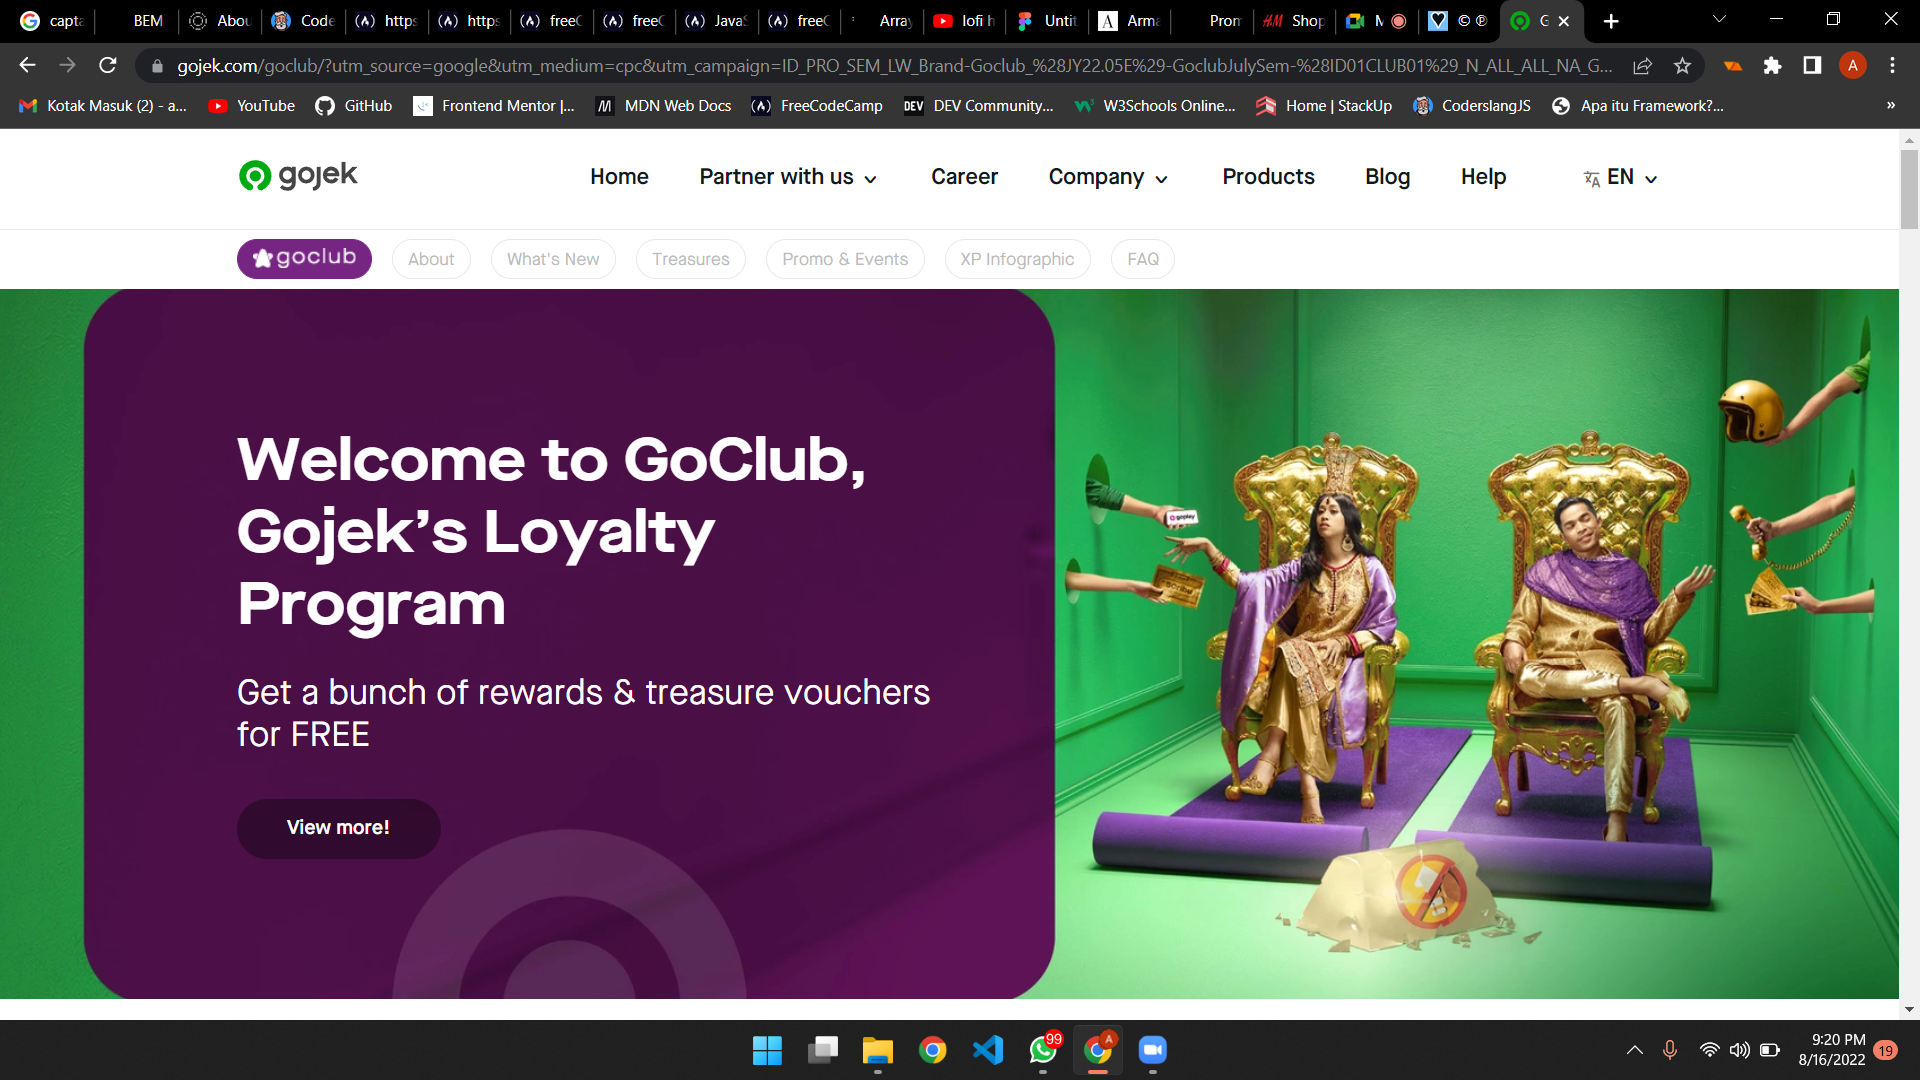 capta
BEM
Abou
Code
https
https
freeC
freeC
JavaS
freeC
Array
lofi h
Untit
Arma
Prom
H&M Shop
M
© ℗
G
gojek.com/goclub/?utm_source=google&utm_medium=cpc&utm_campaign=ID_PRO_SEM_LW_Brand-Goclub_%28JY22.05E%29-GoclubJulySem-%28ID01CLUB01%29_N_ALL_ALL_NA_G...
A
Kotak Masuk (2) - a...
YouTube
GitHub
Frontend Mentor |...
MDN Web Docs
FreeCodeCamp
DEV DEV Community...
W3Schools Online...
Home | StackUp
CoderslangJS
Apa itu Framework?...
»
gojek
Home
Partner with us
Career
Company
Products
Blog
Help
EN
goclub
About
What's New
Treasures
Promo & Events
XP Infographic
FAQ
Welcome to GoClub,
Gojek's Loyalty
Program
Get a bunch of rewards & treasure vouchers
for FREE
View more!
goplay
99
A
9:20 PM
8/16/2022
19